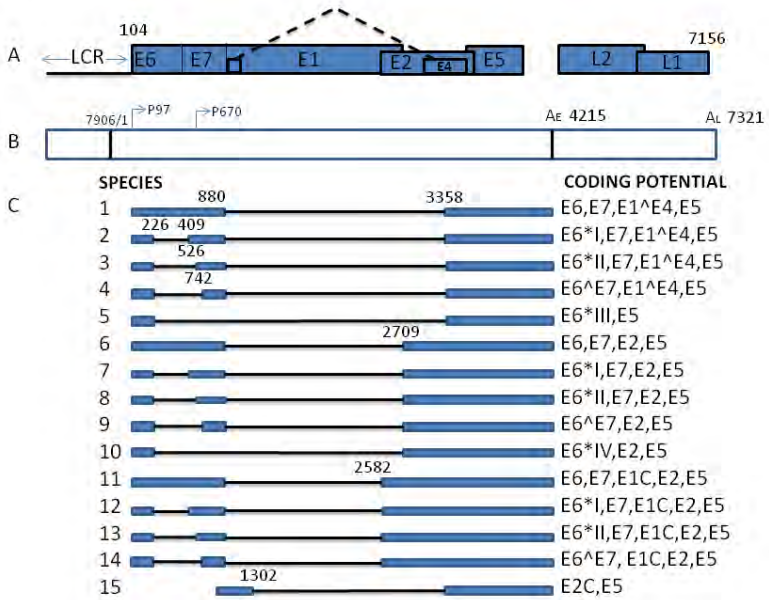 104
7156
A
LCR
E6
E7
E1
E2
E4
E5
L2
L1
7906/1
P97
P670
AE 4215
AL 7321
B
SPECIES
CODING POTENTIAL
C
880
3358
1
E6,E7,E1^E4,E5
226
409
2
E6*I,E7,E1^E4,E5
526
3
E6*II,E7,E1^E4,E5
742
4
E6^E7,E1^E4,E5
5
E6*III,E5
2709
6
E6,E7,E2,E5
7
E6*I,E7,E2,E5
8
E6*II,E7,E2,E5
9
E6^E7,E2,E5
10
E6*IV,E2,E5
2582
11
E6,E7,E1C,E2,E5
12
E6*I,E7,E1C,E2,E5
13
E6*II,E7,E1C,E2,E5
14
E6^E7, E1C,E2,E5
1302
15
E2C,E5